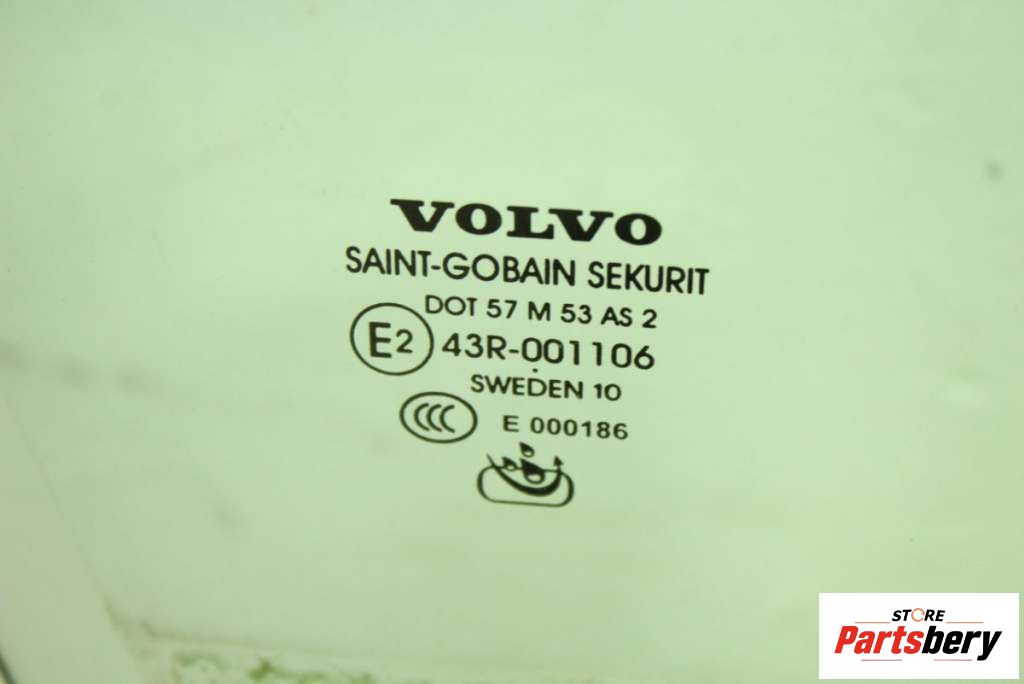 VOLVO
SAINT-GOBAIN SEKURIT
DOT 57 M 53 AS 2
E2 43R-001106
SWEDEN 10
CCC E 000186
STORE
Partsbery